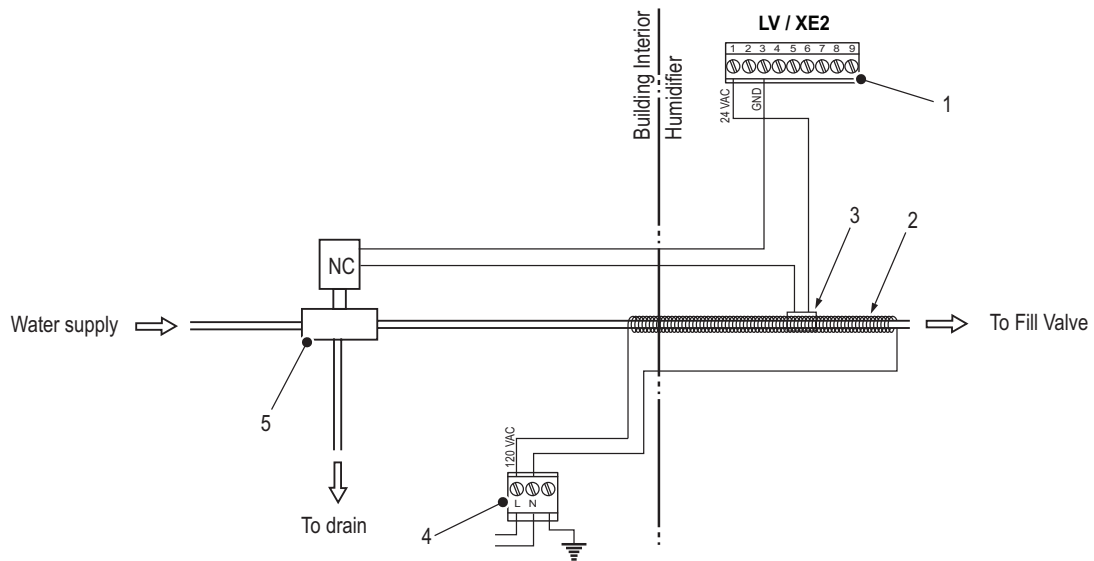 LV / XE2
1 2 3 4 5 6 7 8 9
Building Interior
Humidifier
24 VAC
GND
1
3
2
NC
Water supply
To Fill Valve
5
120 VAC
L N
4
To drain